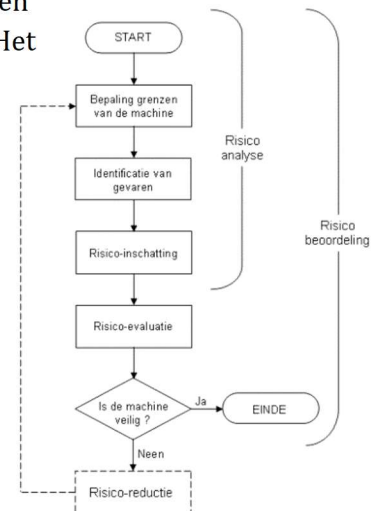 en
Het
START
Bepaling grenzen
van de machine
Identificatie van
gevaren
Risico-inschatting
Risico
analyse
Risico-evaluatie
Risico
beoordeling
Is de machine
veilig ?
Ja
EINDE
Neen
Risico-reductie